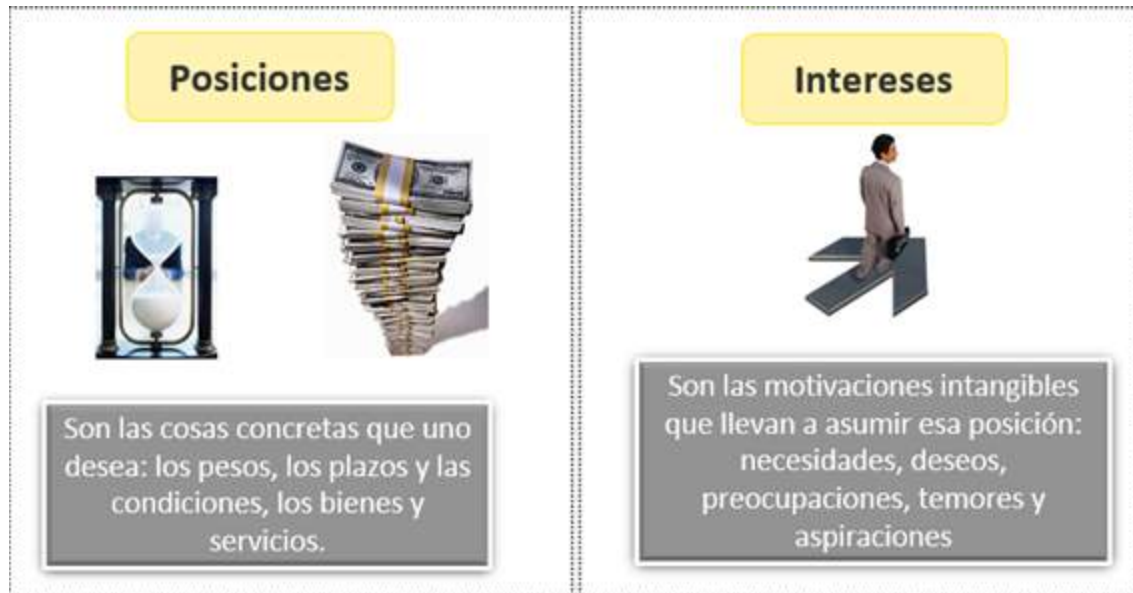 Posiciones
Son las cosas concretas que uno
desea: los pesos, los plazos y las
condiciones, los bienes y
servicios.
Intereses
Son las motivaciones intangibles
que llevan a asumir esa posición:
necesidades, deseos,
preocupaciones, temores y
aspiraciones